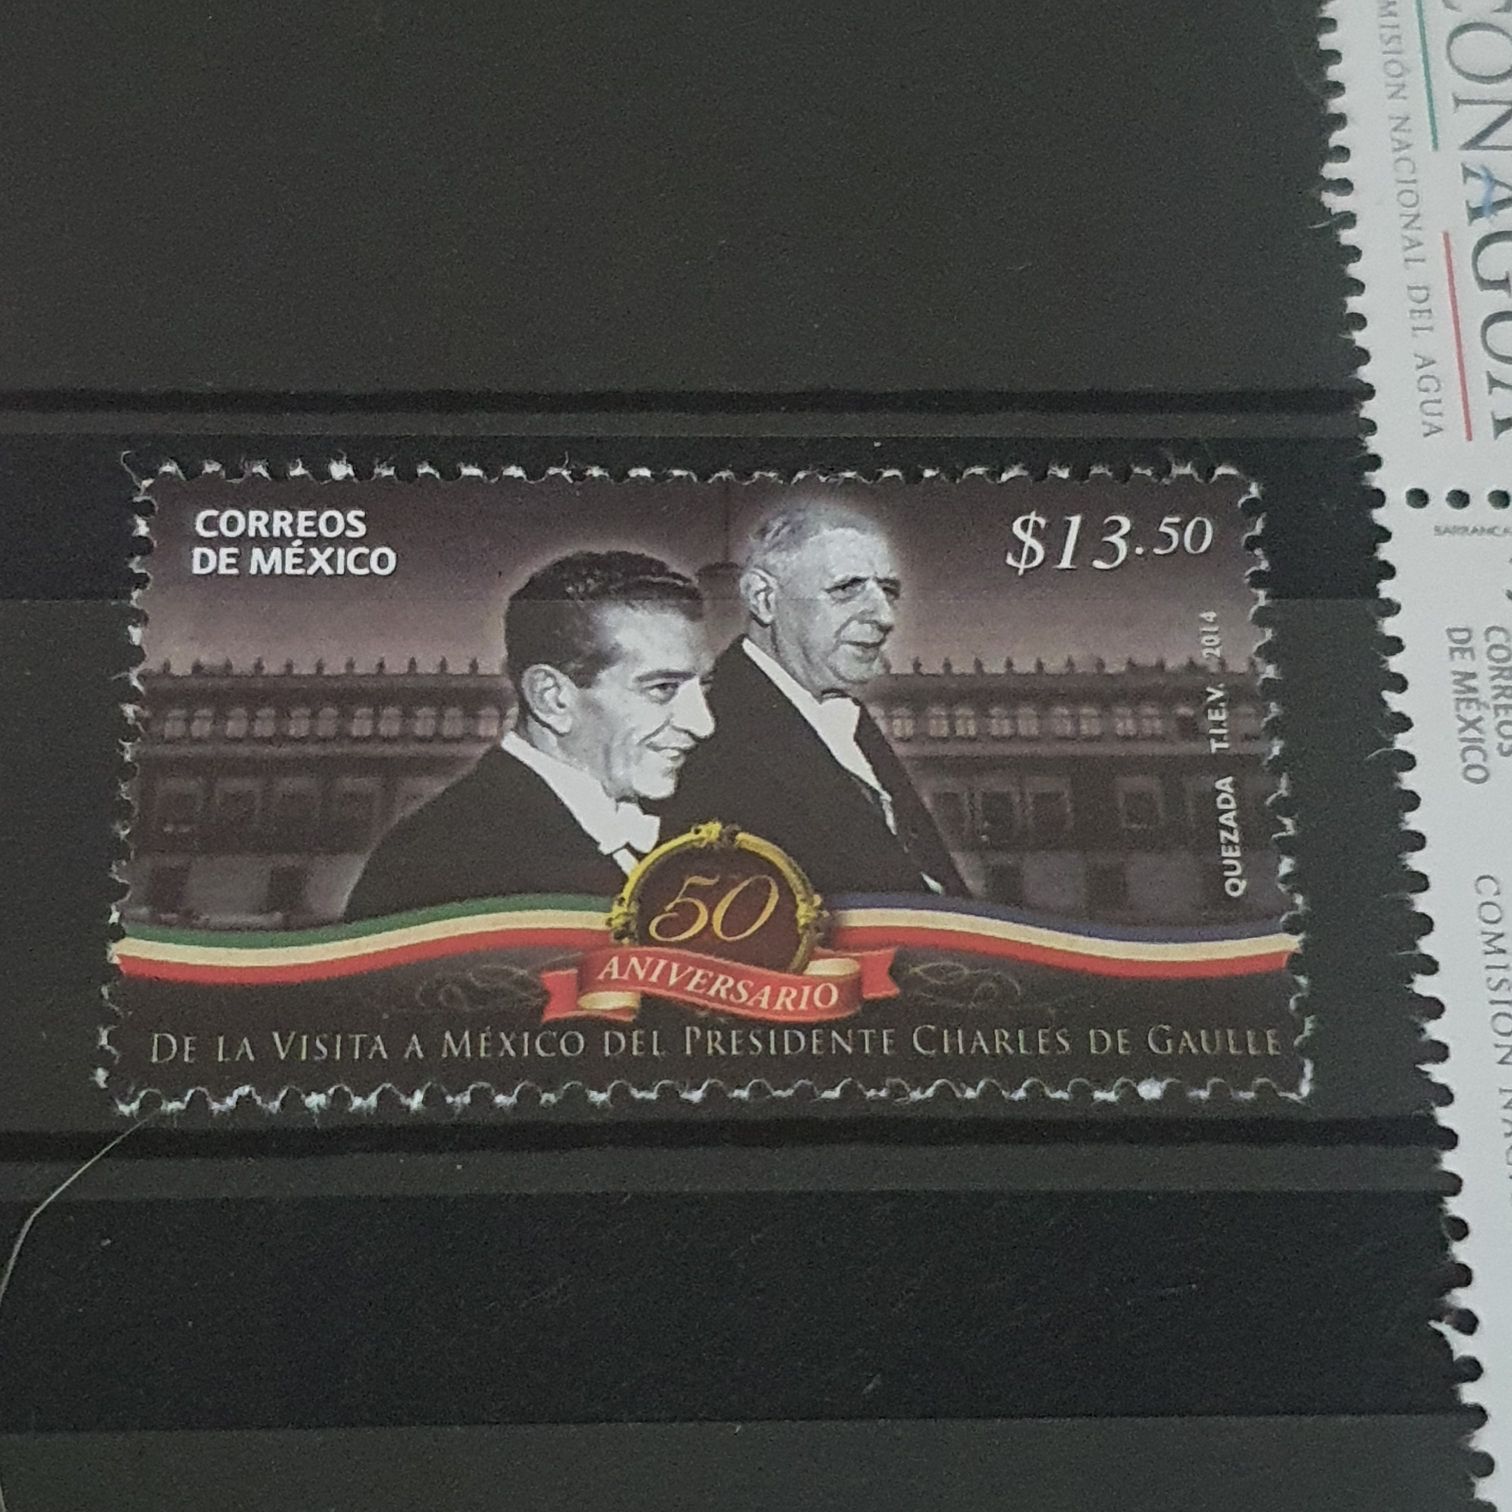 CORREOS
DE MÉXICO
$13.50
QUEZADA T.I.E.V. 2014
50
ANIVERSARIO
DE LA VISITA A MÉXICO DEL PRESIDENTE CHARLES DE GAULLE
CONAGUA
COMISIÓN NACIONAL DEL AGUA
CORREOS
DE MÉXICO